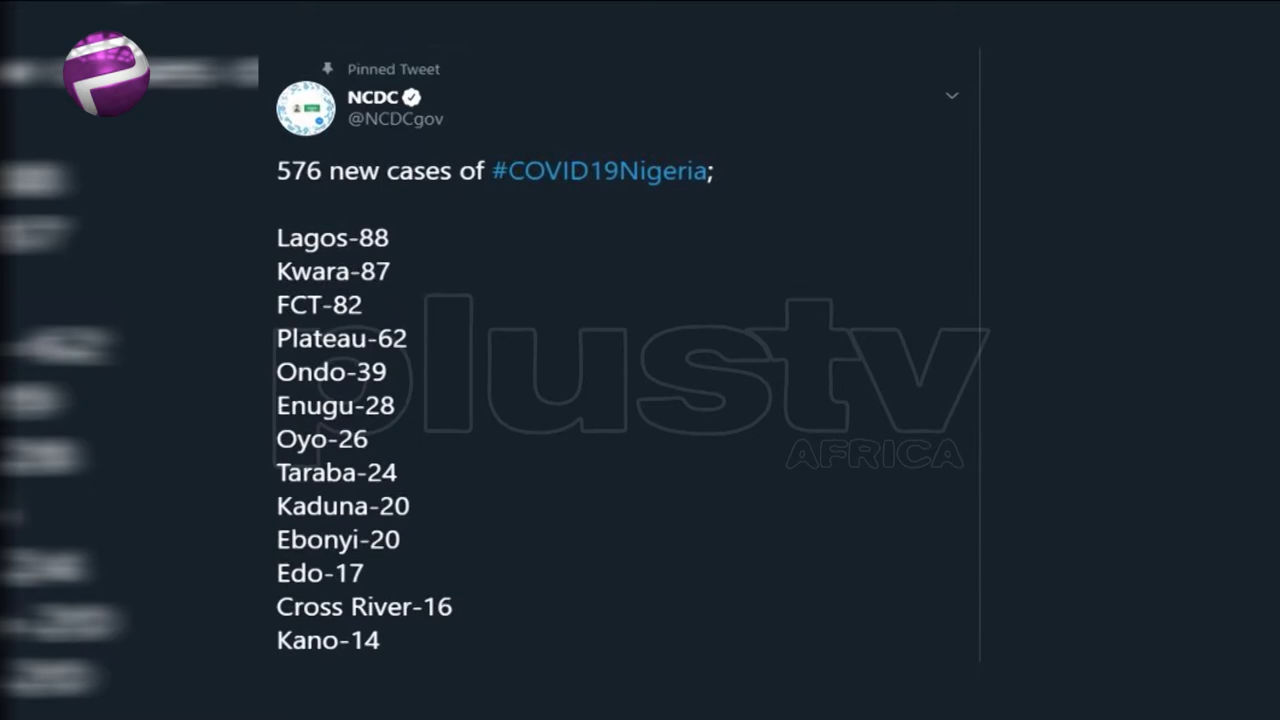 Pinned Tweet
NCDC
@NCDCgov
576 new cases of #COVID19Nigeria;
Lagos-88
Kwara-87
FCT-82
Plateau-62
Ondo-39
Enugu-28
Oyo-26
Taraba-24
Kaduna-20
Ebonyi-20
Edo-17
Cross River-16
Kano-14
plustv
AFRICA